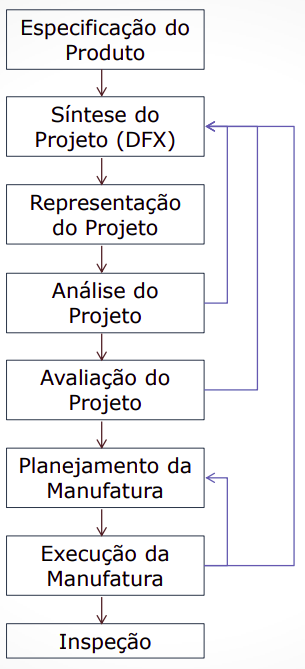 Especificação do
Produto
Síntese do
Projeto (DFX)
Representação
do Projeto
Análise do
Projeto
Avaliação do
Projeto
Planejamento da
Manufatura
Execução da
Manufatura
Inspeção